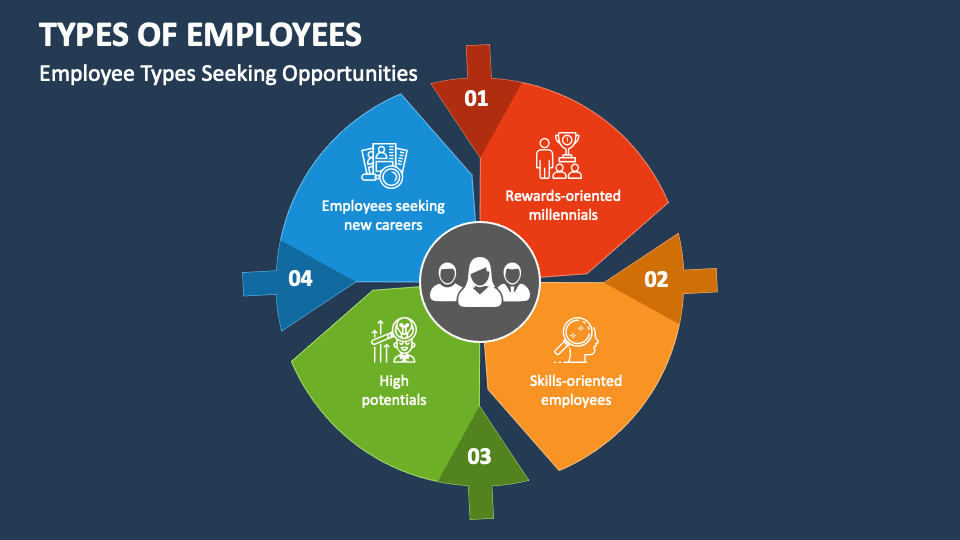 TYPES OF EMPLOYEES
Employee Types Seeking Opportunities
01
Rewards-oriented
millennials
02
Skills-oriented
employees
03
High
potentials
04
Employees seeking
new careers